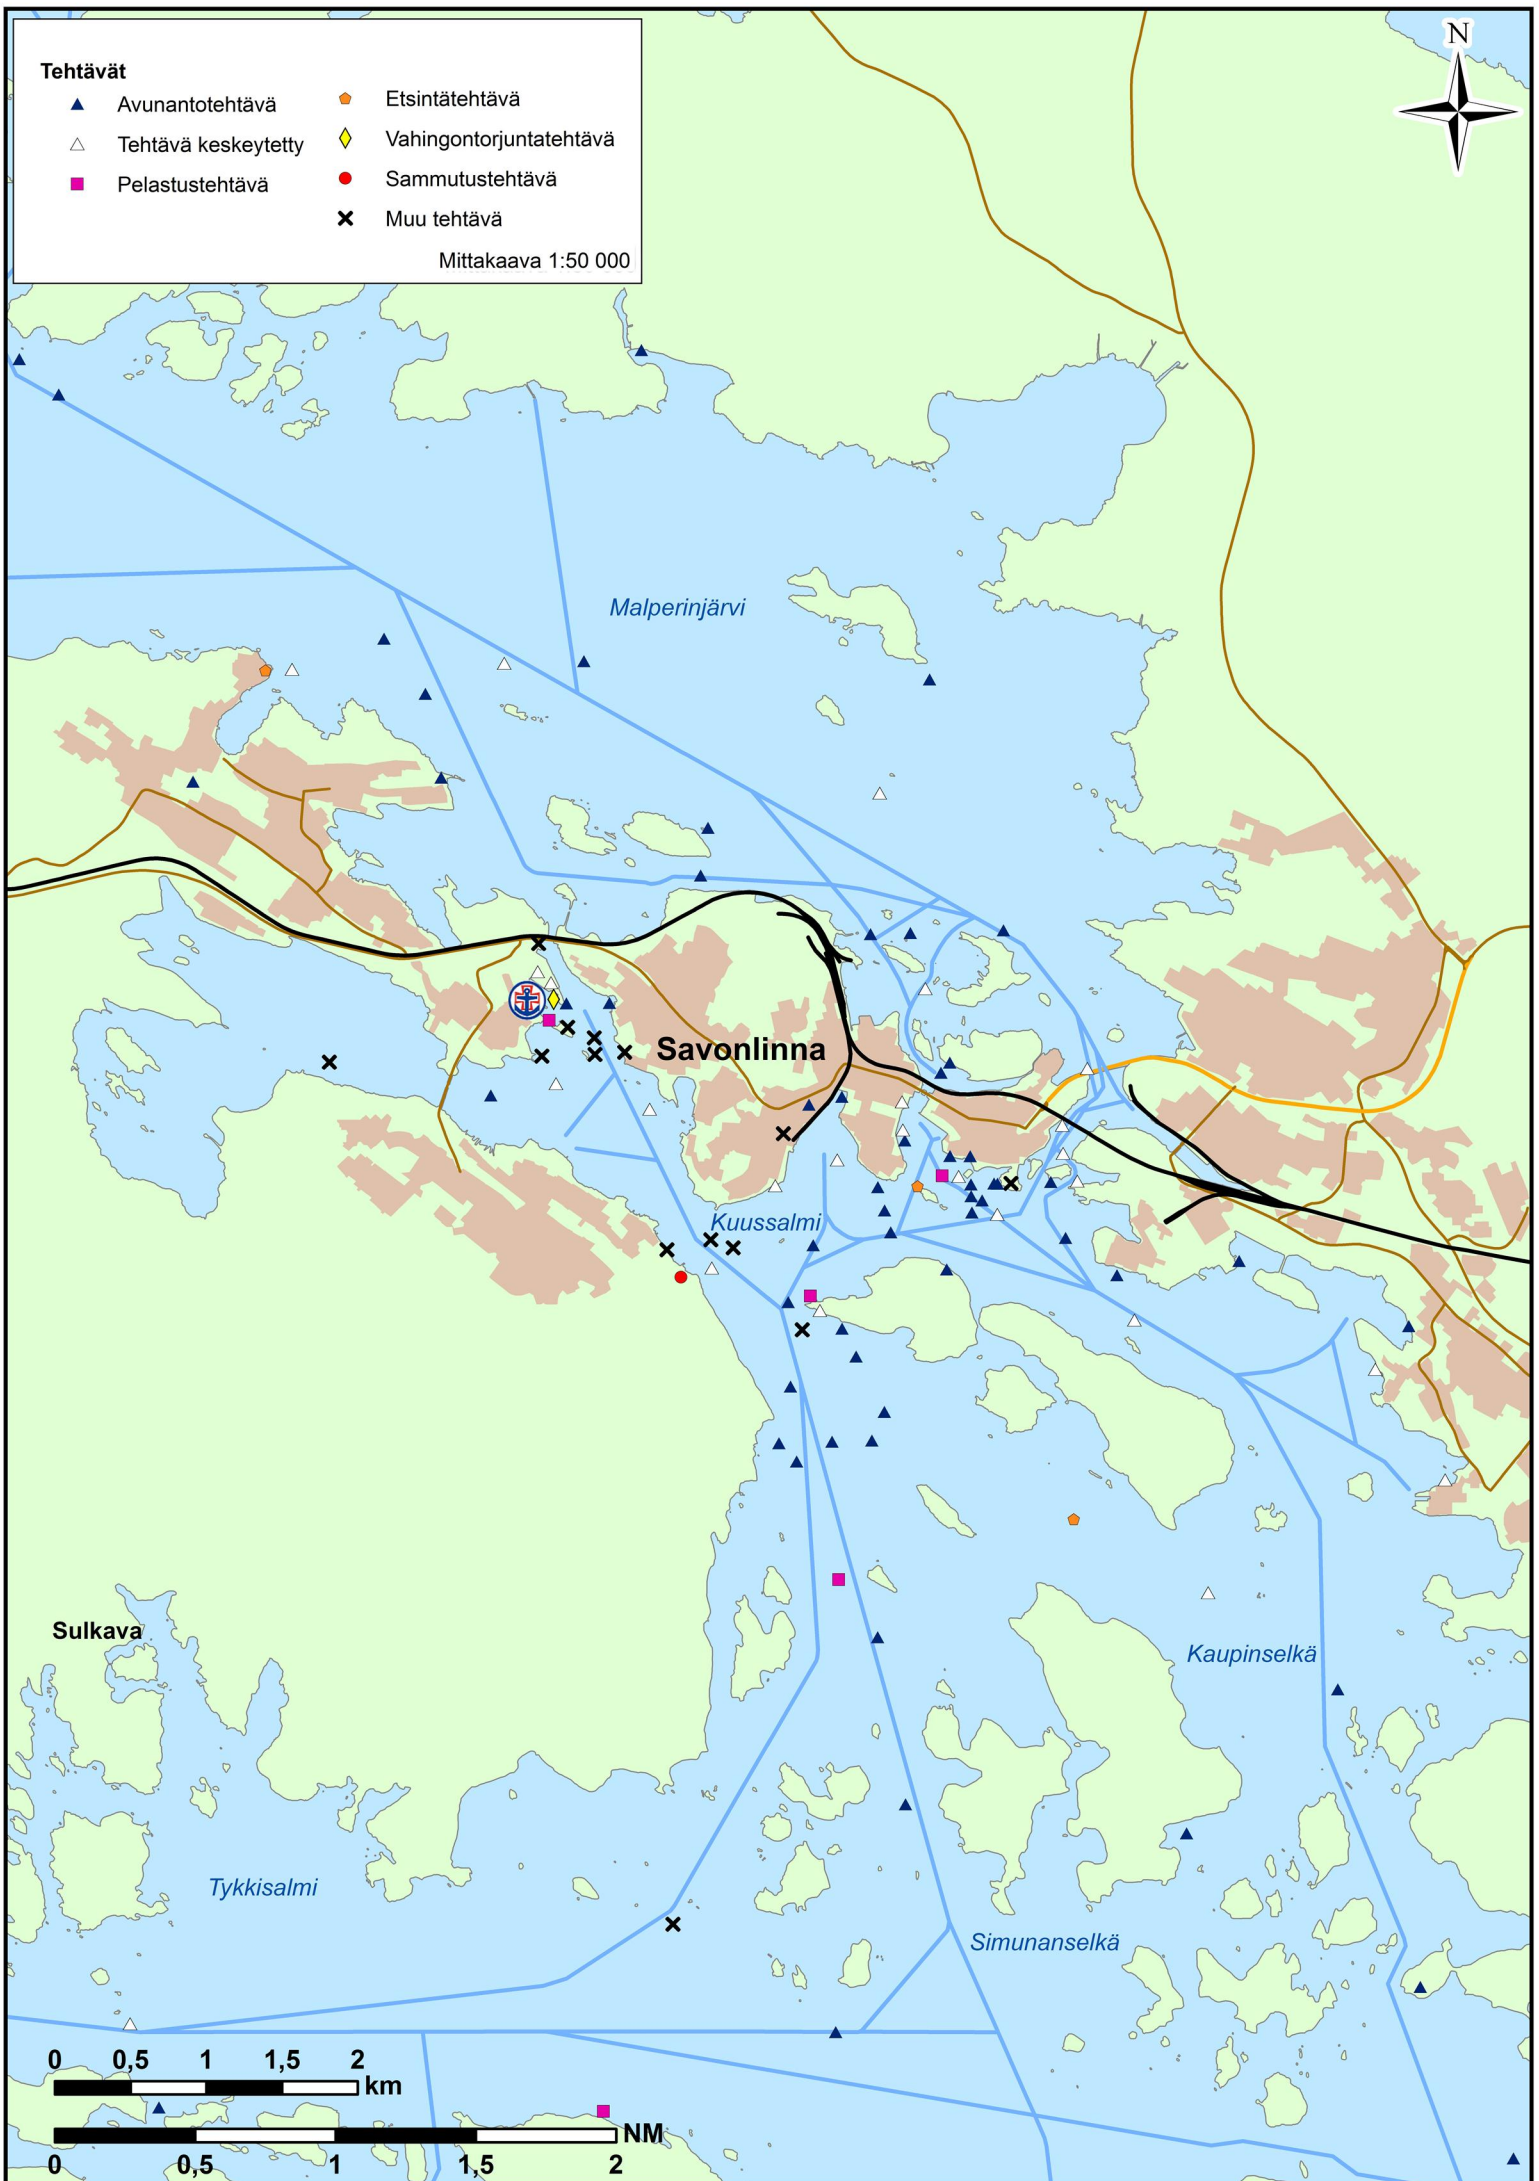 N
Tehtävät
Avunantotehtävä
Tehtävä keskeytetty
Pelastustehtävä
Etsintätehtävä
Vahingontorjuntatehtävä
Sammutustehtävä
Muu tehtävä
Mittakaava 1:50 000
Malperinjärvi
Savonlinna
Kuussalmi
Sulkava
Kaupinselkä
Tykkisalmi
Simunanselkä
0 0,5 1 1,5 2
km
NM
0 0,5 1 1,5 2